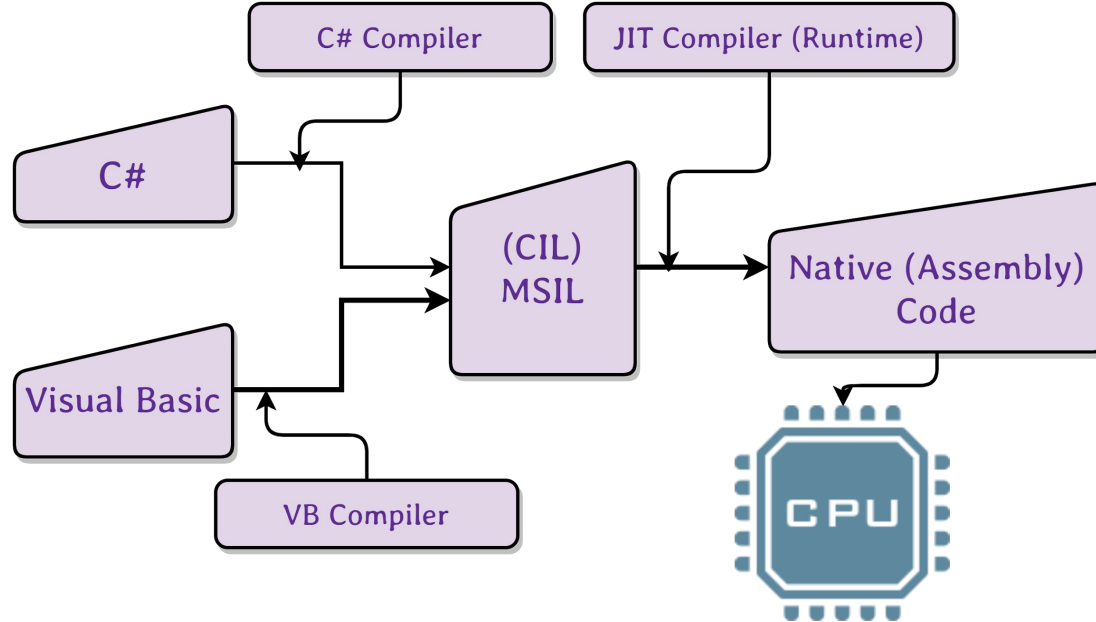 C# Compiler
JIT Compiler (Runtime)
C#
(CIL)
MSIL
Native (Assembly)
Code
Visual Basic
VB Compiler
CPU